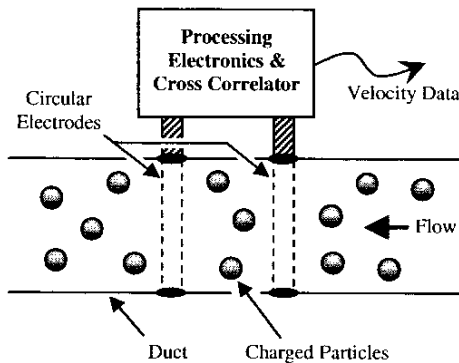 Processing
Electronics &
Cross Correlator
Circular
Electrodes
Velocity Data
Flow
Duct
Charged Particles